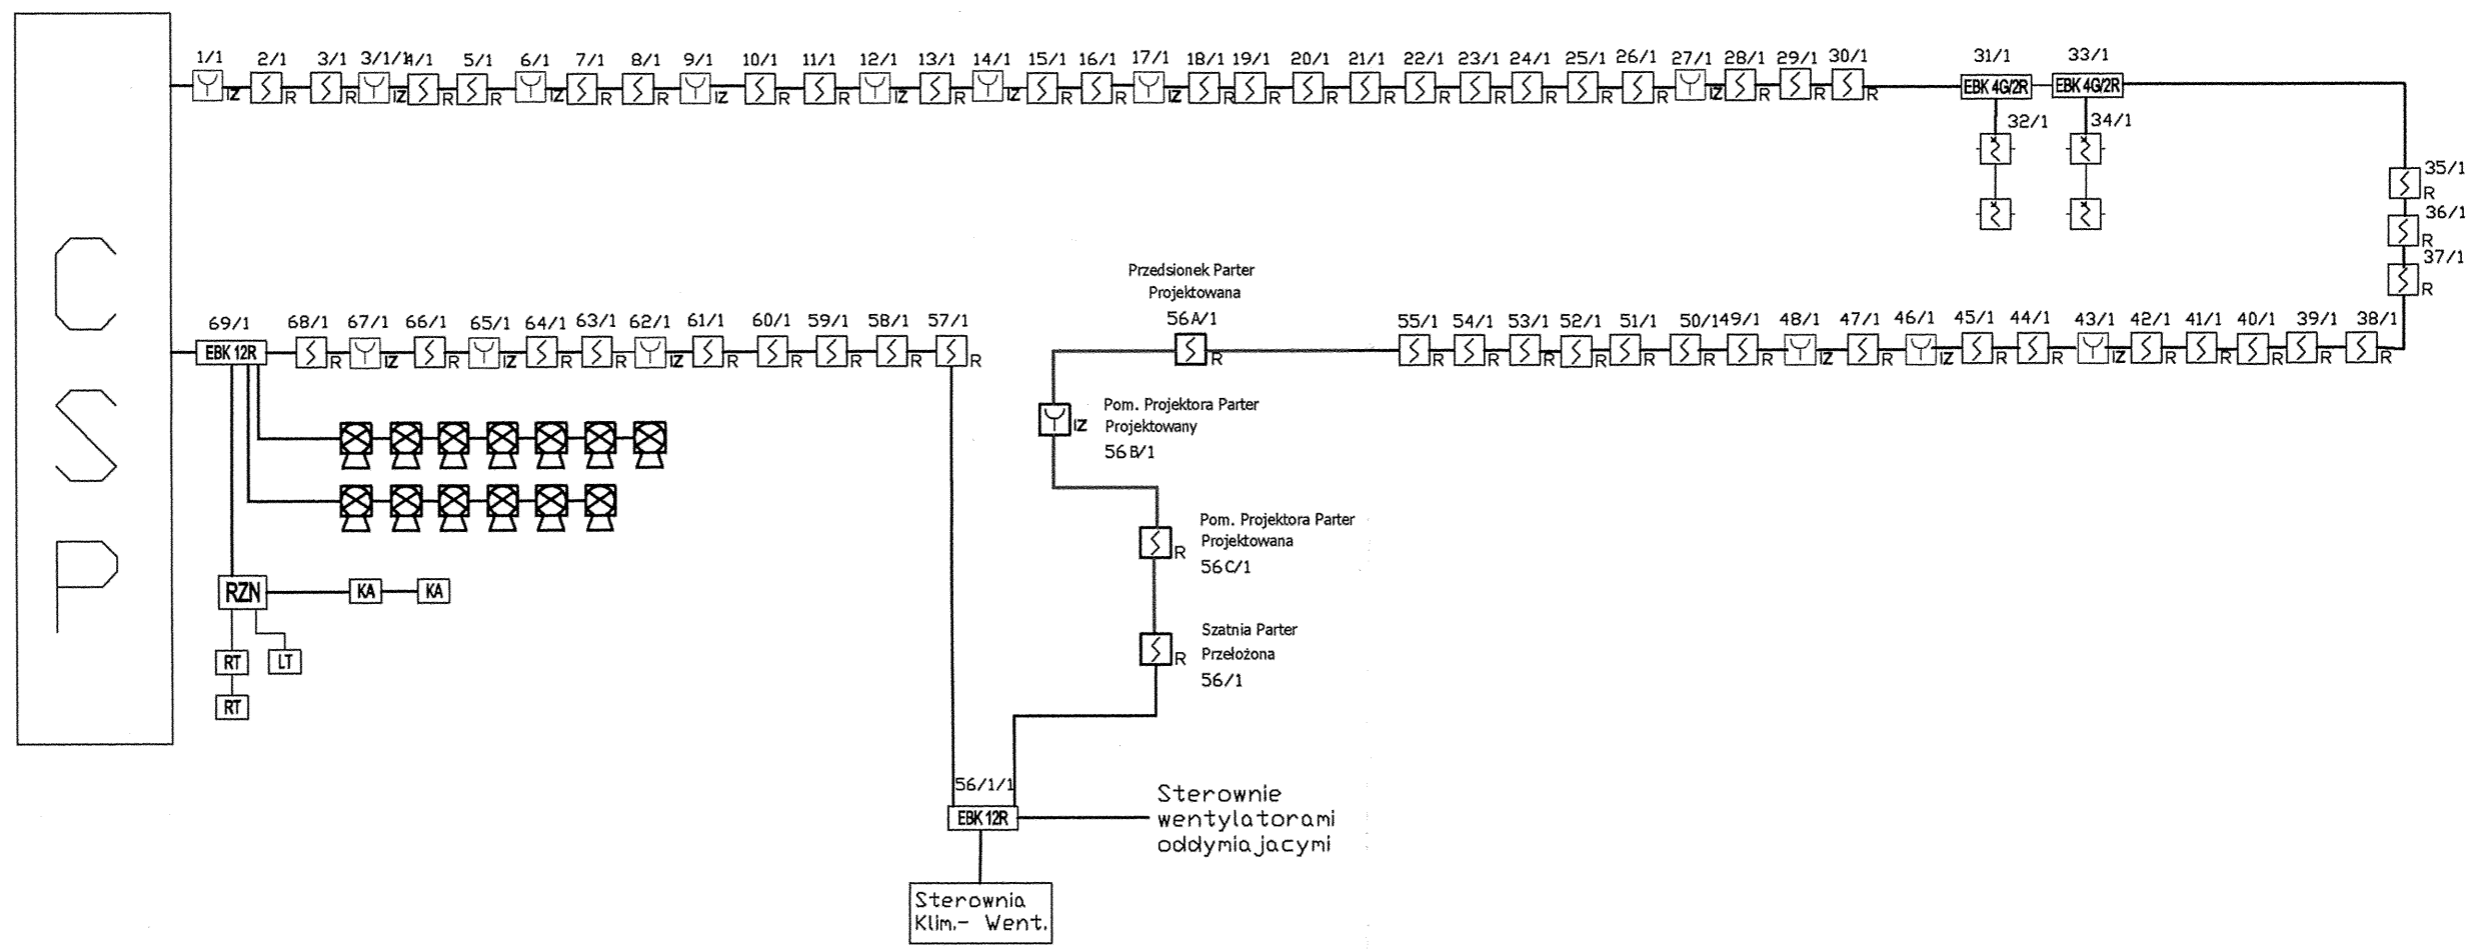 1/1 2/1 3/1 3/1/1 4/1 5/1 6/1 7/1 8/1 9/1 10/1 11/1 12/1 13/1 14/1 15/1 16/1 17/1 18/1 19/1 20/1 21/1 22/1 23/1 24/1 25/1 26/1 27/1 28/1 29/1 30/1 31/1 33/1
IZ R R IZ R R IZ R R IZ R R IZ R IZ R R IZ R R R R R R R R R IZ R R R EBK 4G/2R EBK 4G/2R
32/1 34/1
35/1
R
36/1
R
37/1
R
CSP
Przedsionek Parter
Projektowana
56A/1
R
69/1 68/1 67/1 66/1 65/1 64/1 63/1 62/1 61/1 60/1 59/1 58/1 57/1
EBK 12R R IZ R IZ R R IZ R R R R R
55/1 54/1 53/1 52/1 51/1 50/1 49/1 48/1 47/1 46/1 45/1 44/1 43/1 42/1 41/1 40/1 39/1 38/1
R R R R R R R IZ R IZ R R IZ R R R R R
Pom. Projektora Parter
IZ Projektowany
56B/1
Pom. Projektora Parter
R Projektowana
56C/1
RZN KA KA
Szatnia Parter
R Przełożona
56/1
RT LT
RT
56/1/1
EBK 12R
Sterownie
wentylatorami
oddymiajacymi
Sterownia
Klim.- Went.